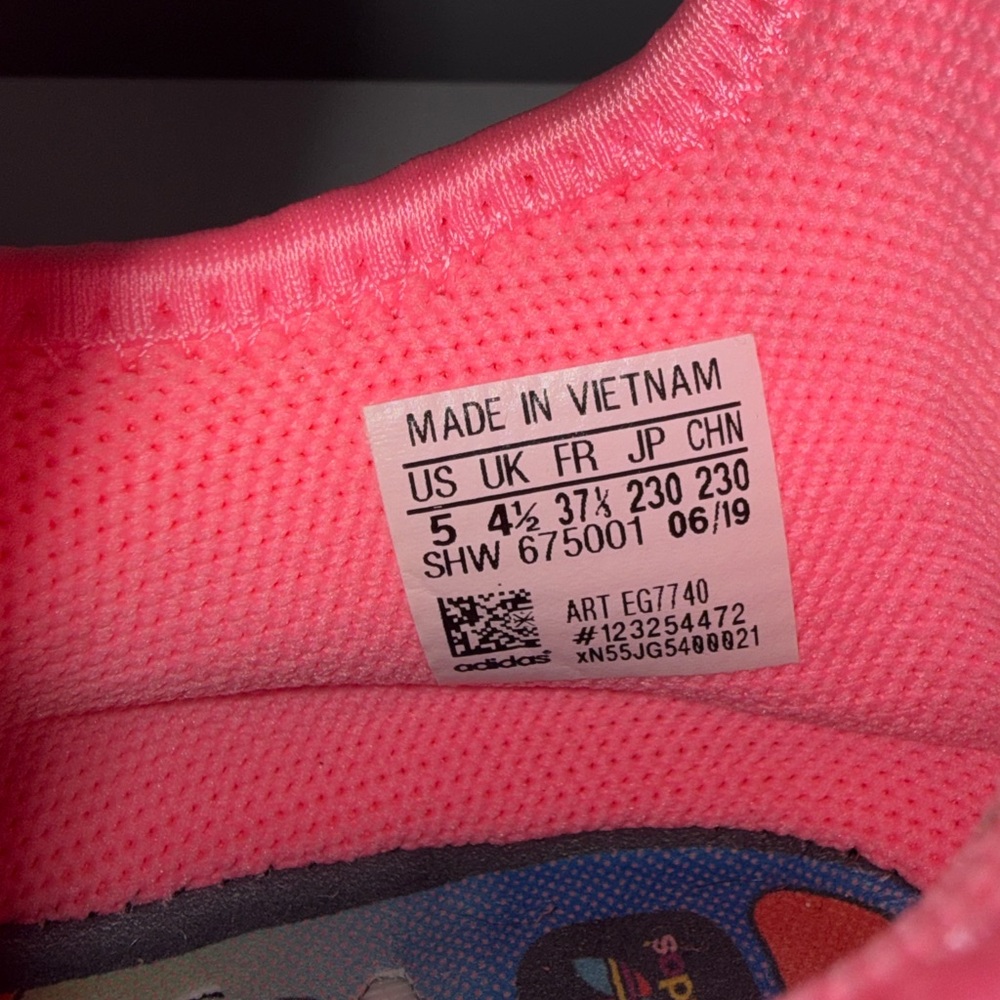 MADE IN VIETNAM
US UK FR JP CHN
5 4½ 37⅓ 230 230
SHW 675001 06/19
ART EG7740
#123254472
xN55JG5400021
adidas